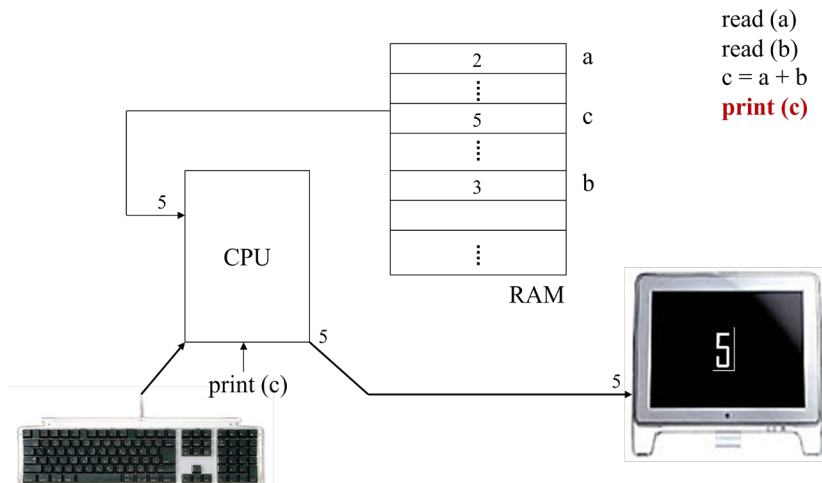 read (a)
read (b)
c = a + b
print (c)
2
a
5
c
3
b
RAM
5
CPU
5
print (c)
5
5